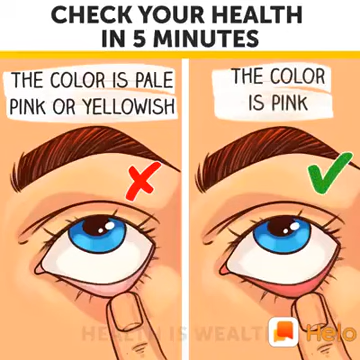 CHECK YOUR HEALTH
IN 5 MINUTES
THE COLOR IS PALE
PINK OR YELLOWISH
THE COLOR
IS PINK
HEALTH IS WEALTH
Helo